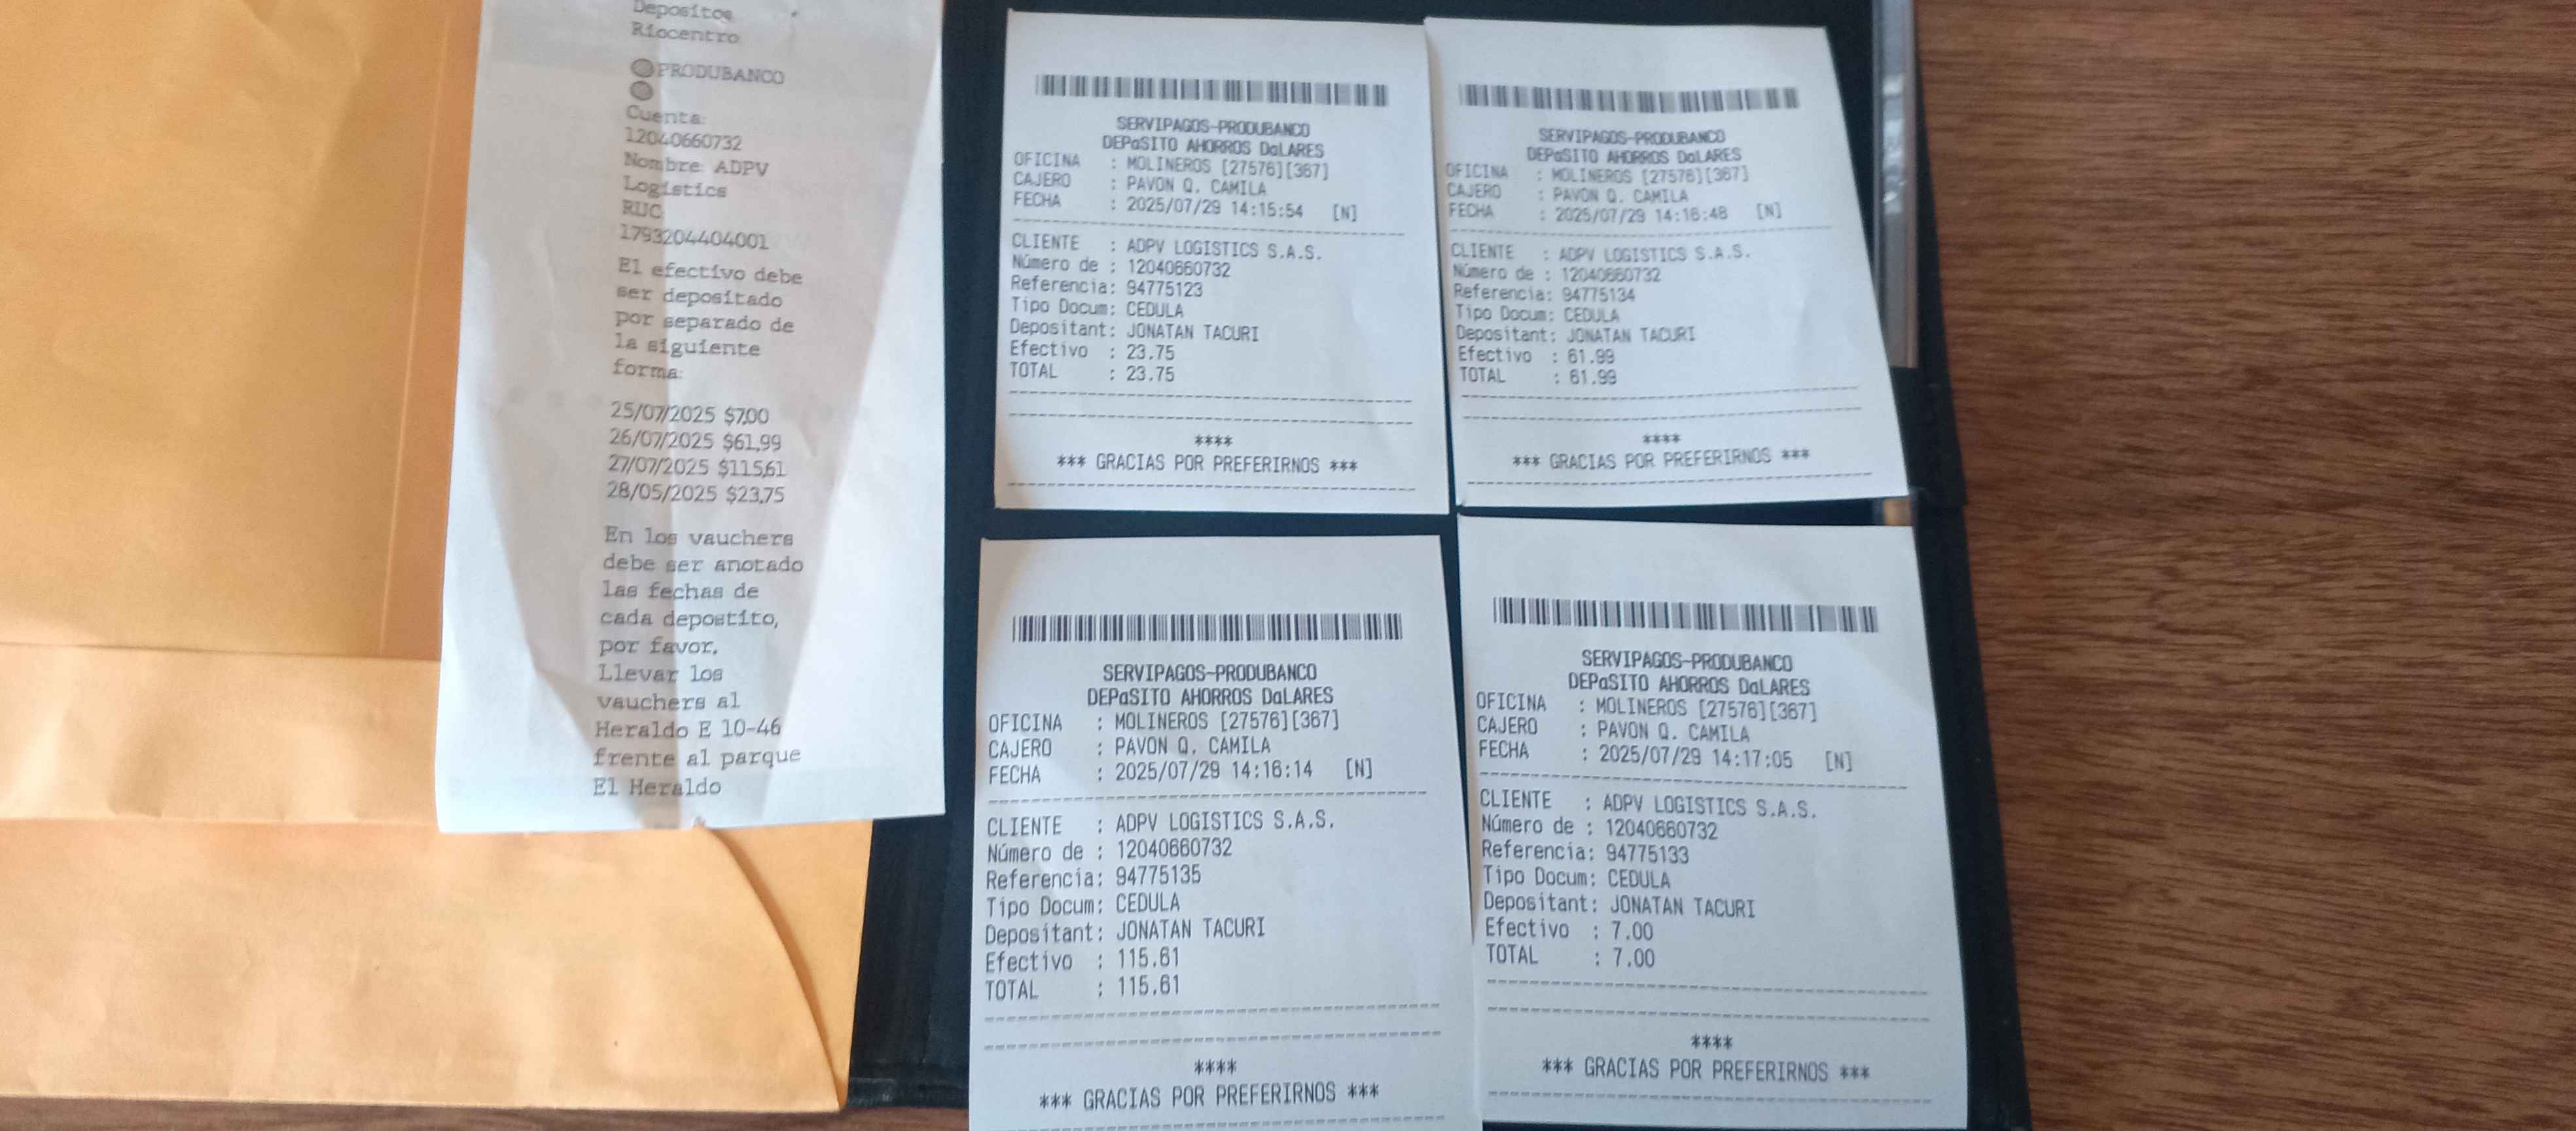 Depositos
Riocentro
PRODUBANCO
Cuenta:
12040660732
Nombre: ADPV
Logistics
RUC:
1793204404001
El efectivo debe
ser depositado
por separado de
la siguiente
forma:
25/07/2025 $7,00
26/07/2025 $61,99
27/07/2025 $115,61
28/05/2025 $23,75
En los vauchers
debe ser anotado
las fechas de
cada depostito,
por favor,
Llevar los
vauchers al
Heraldo E 10-46
frente al parque
El Heraldo
SERVIPAGOS-PRODUBANCO
DEPaSITO AHORROS DaLARES
OFICINA : MOLINEROS [27576][367]
CAJERO : PAVON Q. CAMILA
FECHA : 2025/07/29 14:15:54 [N]
CLIENTE : ADPV LOGISTICS S.A.S.
Número de : 12040660732
Referencia: 94775123
Tipo Docum: CEDULA
Depositant: JONATAN TACURI
Efectivo : 23.75
TOTAL : 23.75
****
*** GRACIAS POR PREFERIRNOS ***
SERVIPAGOS-PRODUBANCO
DEPaSITO AHORROS DaLARES
OFICINA : MOLINEROS [27576][367]
CAJERO : PAVON Q. CAMILA
FECHA : 2025/07/29 14:16:48 [N]
CLIENTE : ADPV LOGISTICS S.A.S.
Número de : 12040660732
Referencia: 94775134
Tipo Docum: CEDULA
Depositant: JONATAN TACURI
Efectivo : 61.99
TOTAL : 61.99
****
*** GRACIAS POR PREFERIRNOS ***
SERVIPAGOS-PRODUBANCO
DEPaSITO AHORROS DaLARES
OFICINA : MOLINEROS [27576][367]
CAJERO : PAVON Q. CAMILA
FECHA : 2025/07/29 14:16:14 [N]
CLIENTE : ADPV LOGISTICS S.A.S.
Número de : 12040660732
Referencia: 94775135
Tipo Docum: CEDULA
Depositant: JONATAN TACURI
Efectivo : 115.61
TOTAL : 115.61
****
*** GRACIAS POR PREFERIRNOS ***
SERVIPAGOS-PRODUBANCO
DEPaSITO AHORROS DaLARES
OFICINA : MOLINEROS [27576][367]
CAJERO : PAVON Q. CAMILA
FECHA : 2025/07/29 14:17:05 [N]
CLIENTE : ADPV LOGISTICS S.A.S.
Número de : 12040660732
Referencia: 94775133
Tipo Docum: CEDULA
Depositant: JONATAN TACURI
Efectivo : 7.00
TOTAL : 7.00
****
*** GRACIAS POR PREFERIRNOS ***